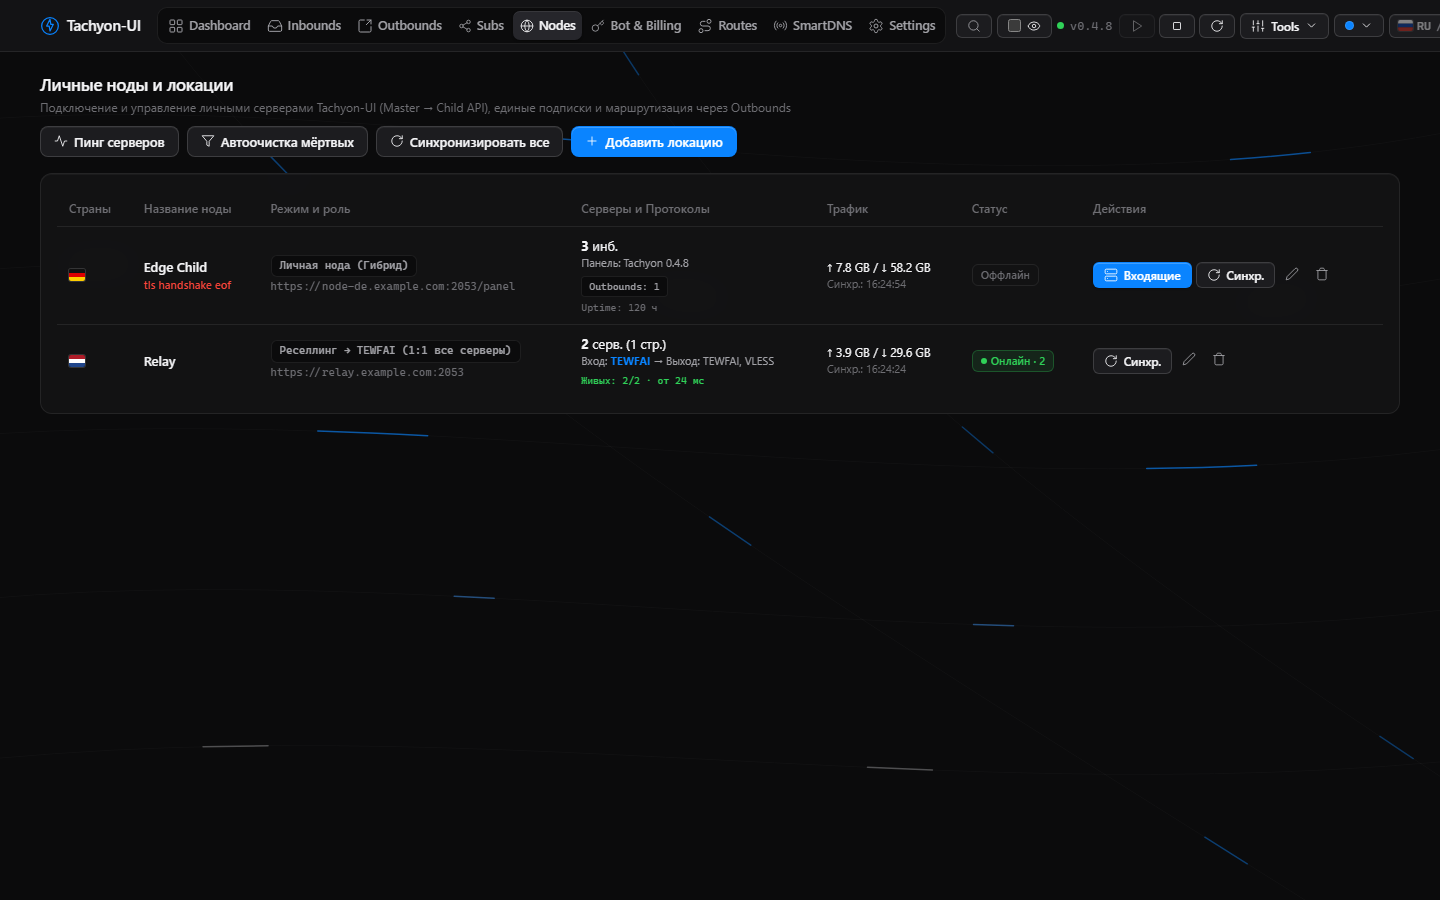 Tachyon-UI Dashboard Inbounds Outbounds Subs Nodes Bot & Billing Routes SmartDNS Settings v0.4.8 Tools RU
Личные ноды и локации
Подключение и управление личными серверами Tachyon-UI (Master → Child API), единые подписки и маршрутизация через Outbounds
Пинг серверов Автоочистка мёртвых Синхронизировать все + Добавить локацию
Страны Название ноды Режим и роль Серверы и Протоколы Трафик Статус Действия
Edge Child
tls handshake eof
Личная нода (Гибрид)
https://node-de.example.com:2053/panel
3 инб.
Панель: Tachyon 0.4.8
Outbounds: 1
Uptime: 120 ч
↑ 7.8 GB / ↓ 58.2 GB
Синхр.: 16:24:54
Оффлайн
Входящие Синхр.
Relay
Реселлинг → TEWFAI (1:1 все серверы)
https://relay.example.com:2053
2 серв. (1 стр.)
Вход: TEWFAI → Выход: TEWFAI, VLESS
Живых: 2/2 · от 24 мс
↑ 3.9 GB / ↓ 29.6 GB
Синхр.: 16:24:24
Онлайн · 2
Синхр.